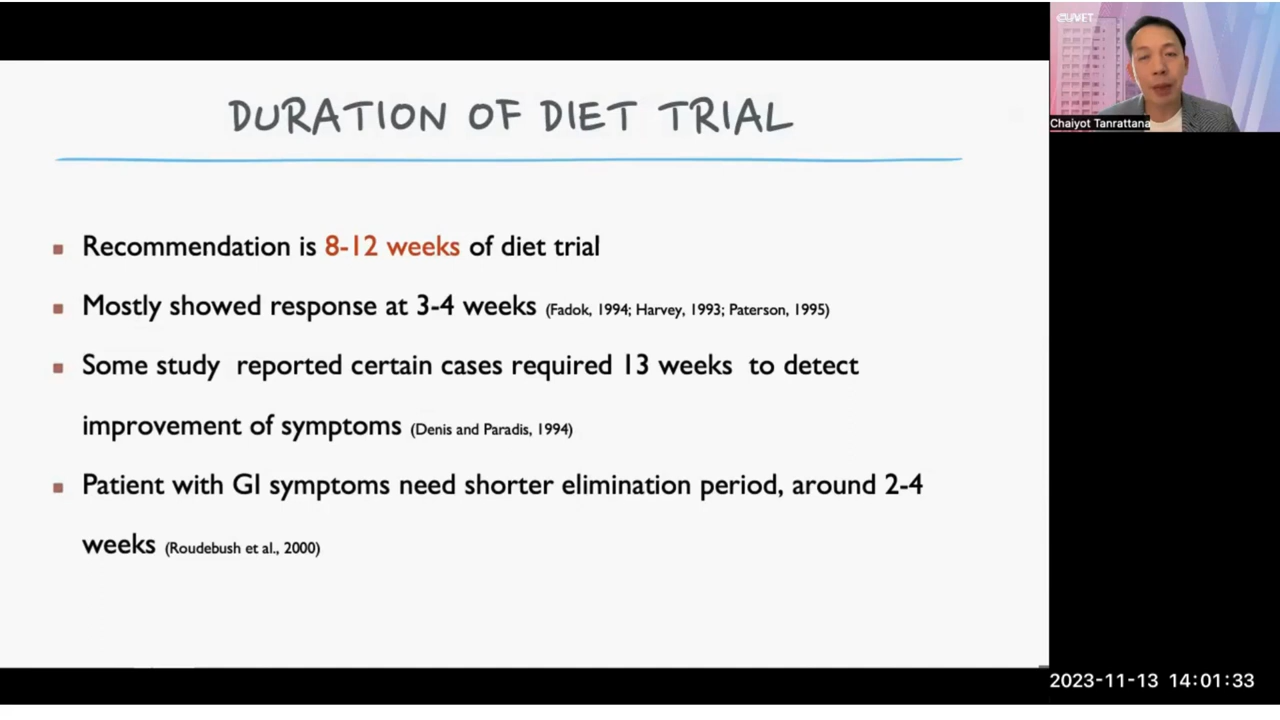 DURATION OF DIET TRIAL
Recommendation is 8-12 weeks of diet trial
Mostly showed response at 3-4 weeks (Fadok, 1994; Harvey, 1993; Paterson, 1995)
Some study reported certain cases required 13 weeks to detect
improvement of symptoms (Denis and Paradis, 1994)
Patient with GI symptoms need shorter elimination period, around 2-4
weeks (Roudebush et al., 2000)
CUVET
Chaiyot Tanrattana
2023-11-13 14:01:33